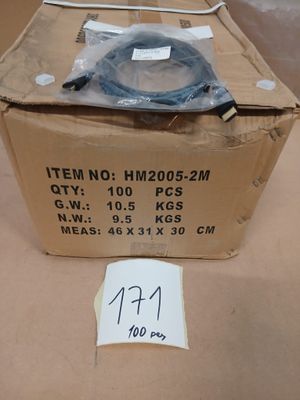 ITEM NO: HM2005-2M
QTY: 100 PCS
G.W.: 10.5 KGS
N.W.: 9.5 KGS
MEAS: 46 X 31 X 30 CM
171
100 pcs